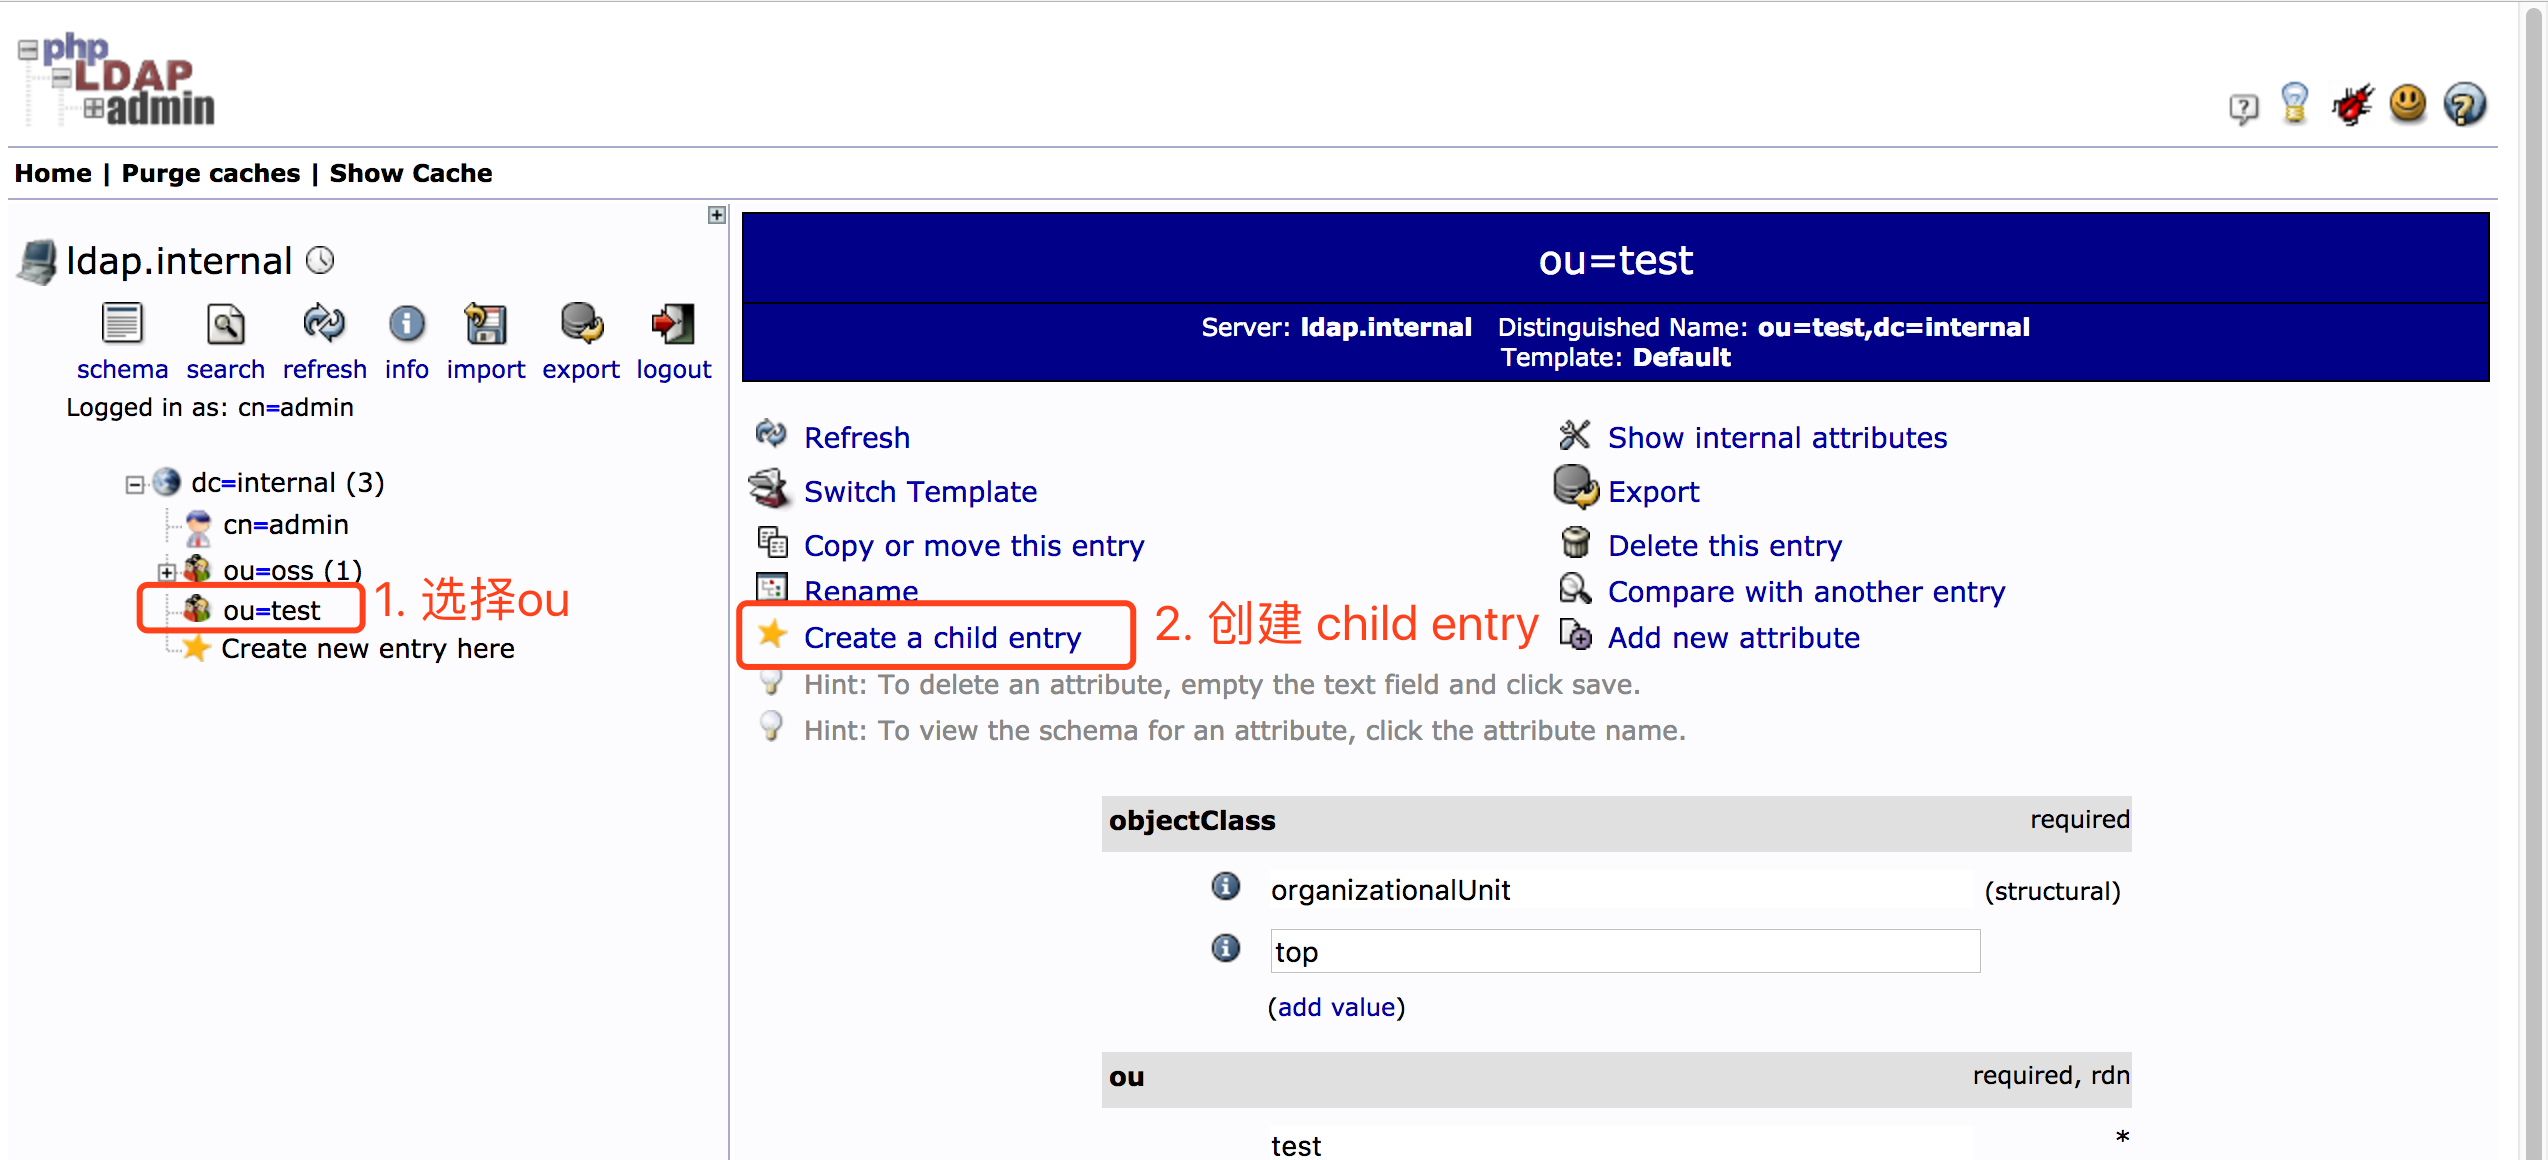 php
LDAP
admin
Home | Purge caches | Show Cache
ldap.internal
schema search refresh info import export logout
Logged in as: cn=admin
dc=internal (3)
cn=admin
ou=oss (1)
ou=test
1. 选择ou
Create new entry here
ou=test
Server: ldap.internal Distinguished Name: ou=test,dc=internal
Template: Default
Refresh
Show internal attributes
Switch Template
Export
Copy or move this entry
Delete this entry
Rename
Compare with another entry
Create a child entry
2. 创建 child entry
Add new attribute
Hint: To delete an attribute, empty the text field and click save.
Hint: To view the schema for an attribute, click the attribute name.
objectClass required
organizationalUnit (structural)
top
(add value)
ou required, rdn
test *